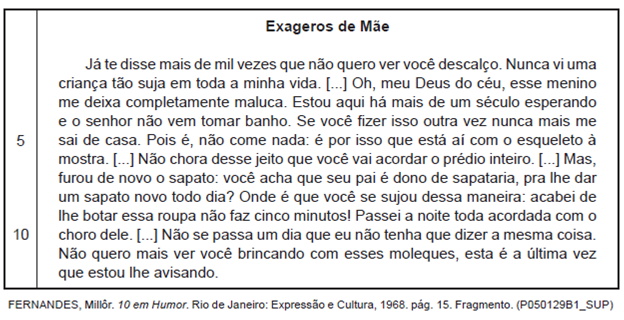 Exageros de Mãe
Já te disse mais de mil vezes que não quero ver você descalço. Nunca vi uma
criança tão suja em toda a minha vida. [...] Oh, meu Deus do céu, esse menino
me deixa completamente maluca. Estou aqui há mais de um século esperando
e o senhor não vem tomar banho. Se você fizer isso outra vez nunca mais me
5 sai de casa. Pois é, não come nada: é por isso que está aí com o esqueleto à
mostra. [...] Não chora desse jeito que você vai acordar o prédio inteiro. [...] Mas,
furou de novo o sapato: você acha que seu pai é dono de sapataria, pra lhe dar
um sapato novo todo dia? Onde é que você se sujou dessa maneira: acabei de
lhe botar essa roupa não faz cinco minutos! Passei a noite toda acordada com o
10 choro dele. [...] Não se passa um dia que eu não tenha que dizer a mesma coisa.
Não quero mais ver você brincando com esses moleques, esta é a última vez
que estou lhe avisando.
FERNANDES, Millôr. 10 em Humor. Rio de Janeiro: Expressão e Cultura, 1968. pág. 15. Fragmento. (P050129B1_SUP)